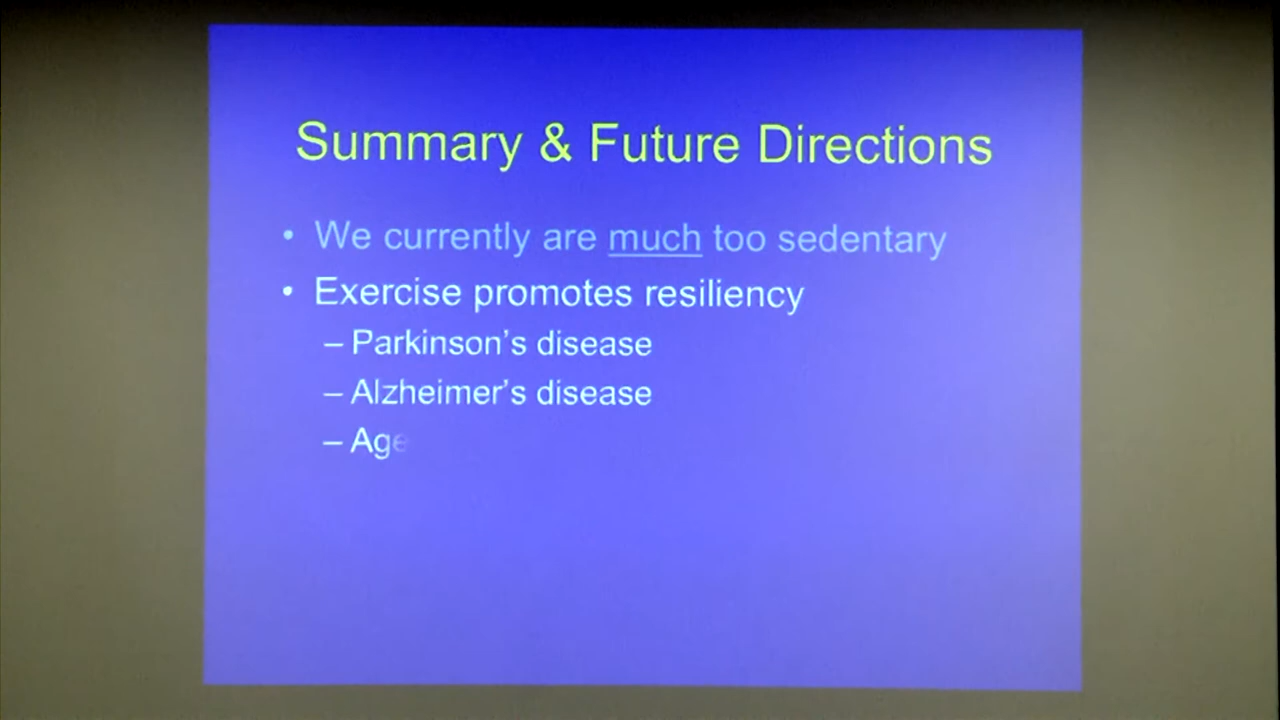 Summary & Future Directions
• We currently are much too sedentary
• Exercise promotes resiliency
– Parkinson's disease
– Alzheimer's disease
– Age